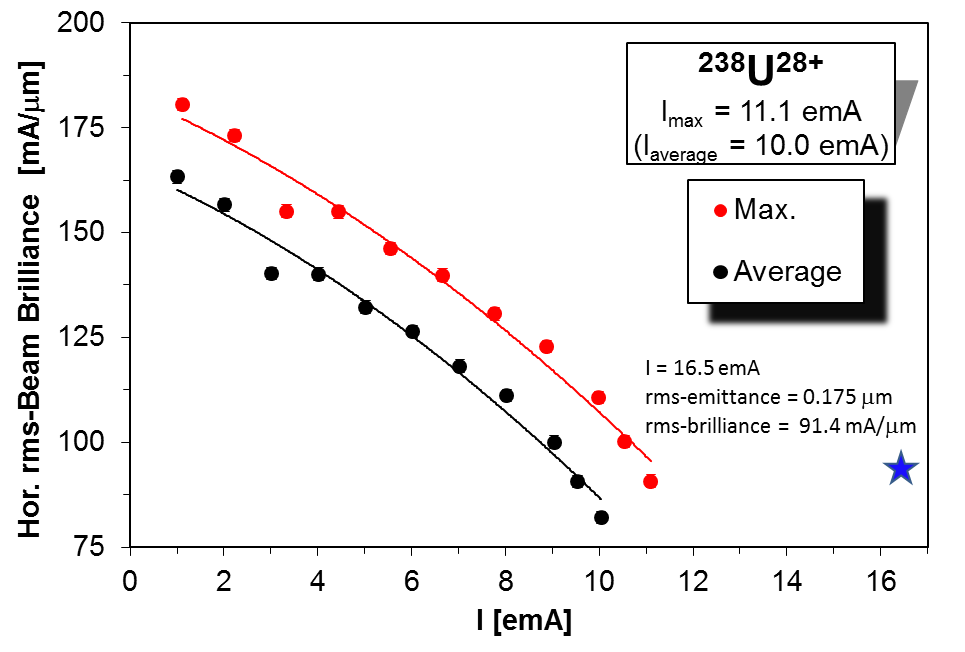 200
175
150
125
100
75
Hor. rms-Beam Brilliance [mA/μm]
0 2 4 6 8 10 12 14 16
I [emA]
²³⁸U²⁸⁺
Imax = 11.1 emA
(Iaverage = 10.0 emA)
Max.
Average
I = 16.5 emA
rms-emittance = 0.175 μm
rms-brilliance = 91.4 mA/μm